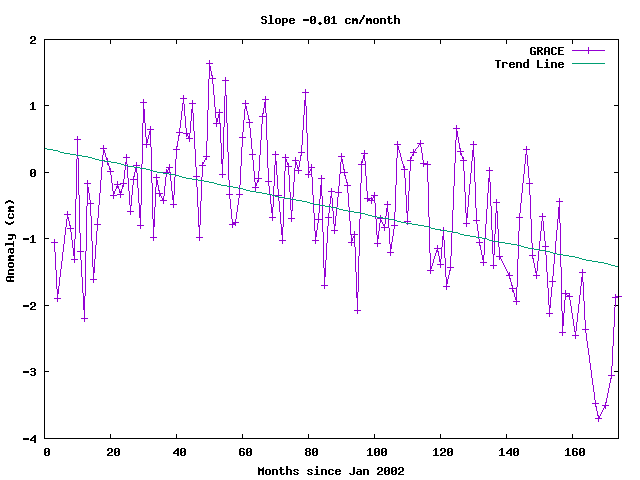 Slope -0.01 cm/month
GRACE
Trend Line
2
1
0
-1
-2
-3
-4
Anomaly (cm)
0 20 40 60 80 100 120 140 160
Months since Jan 2002